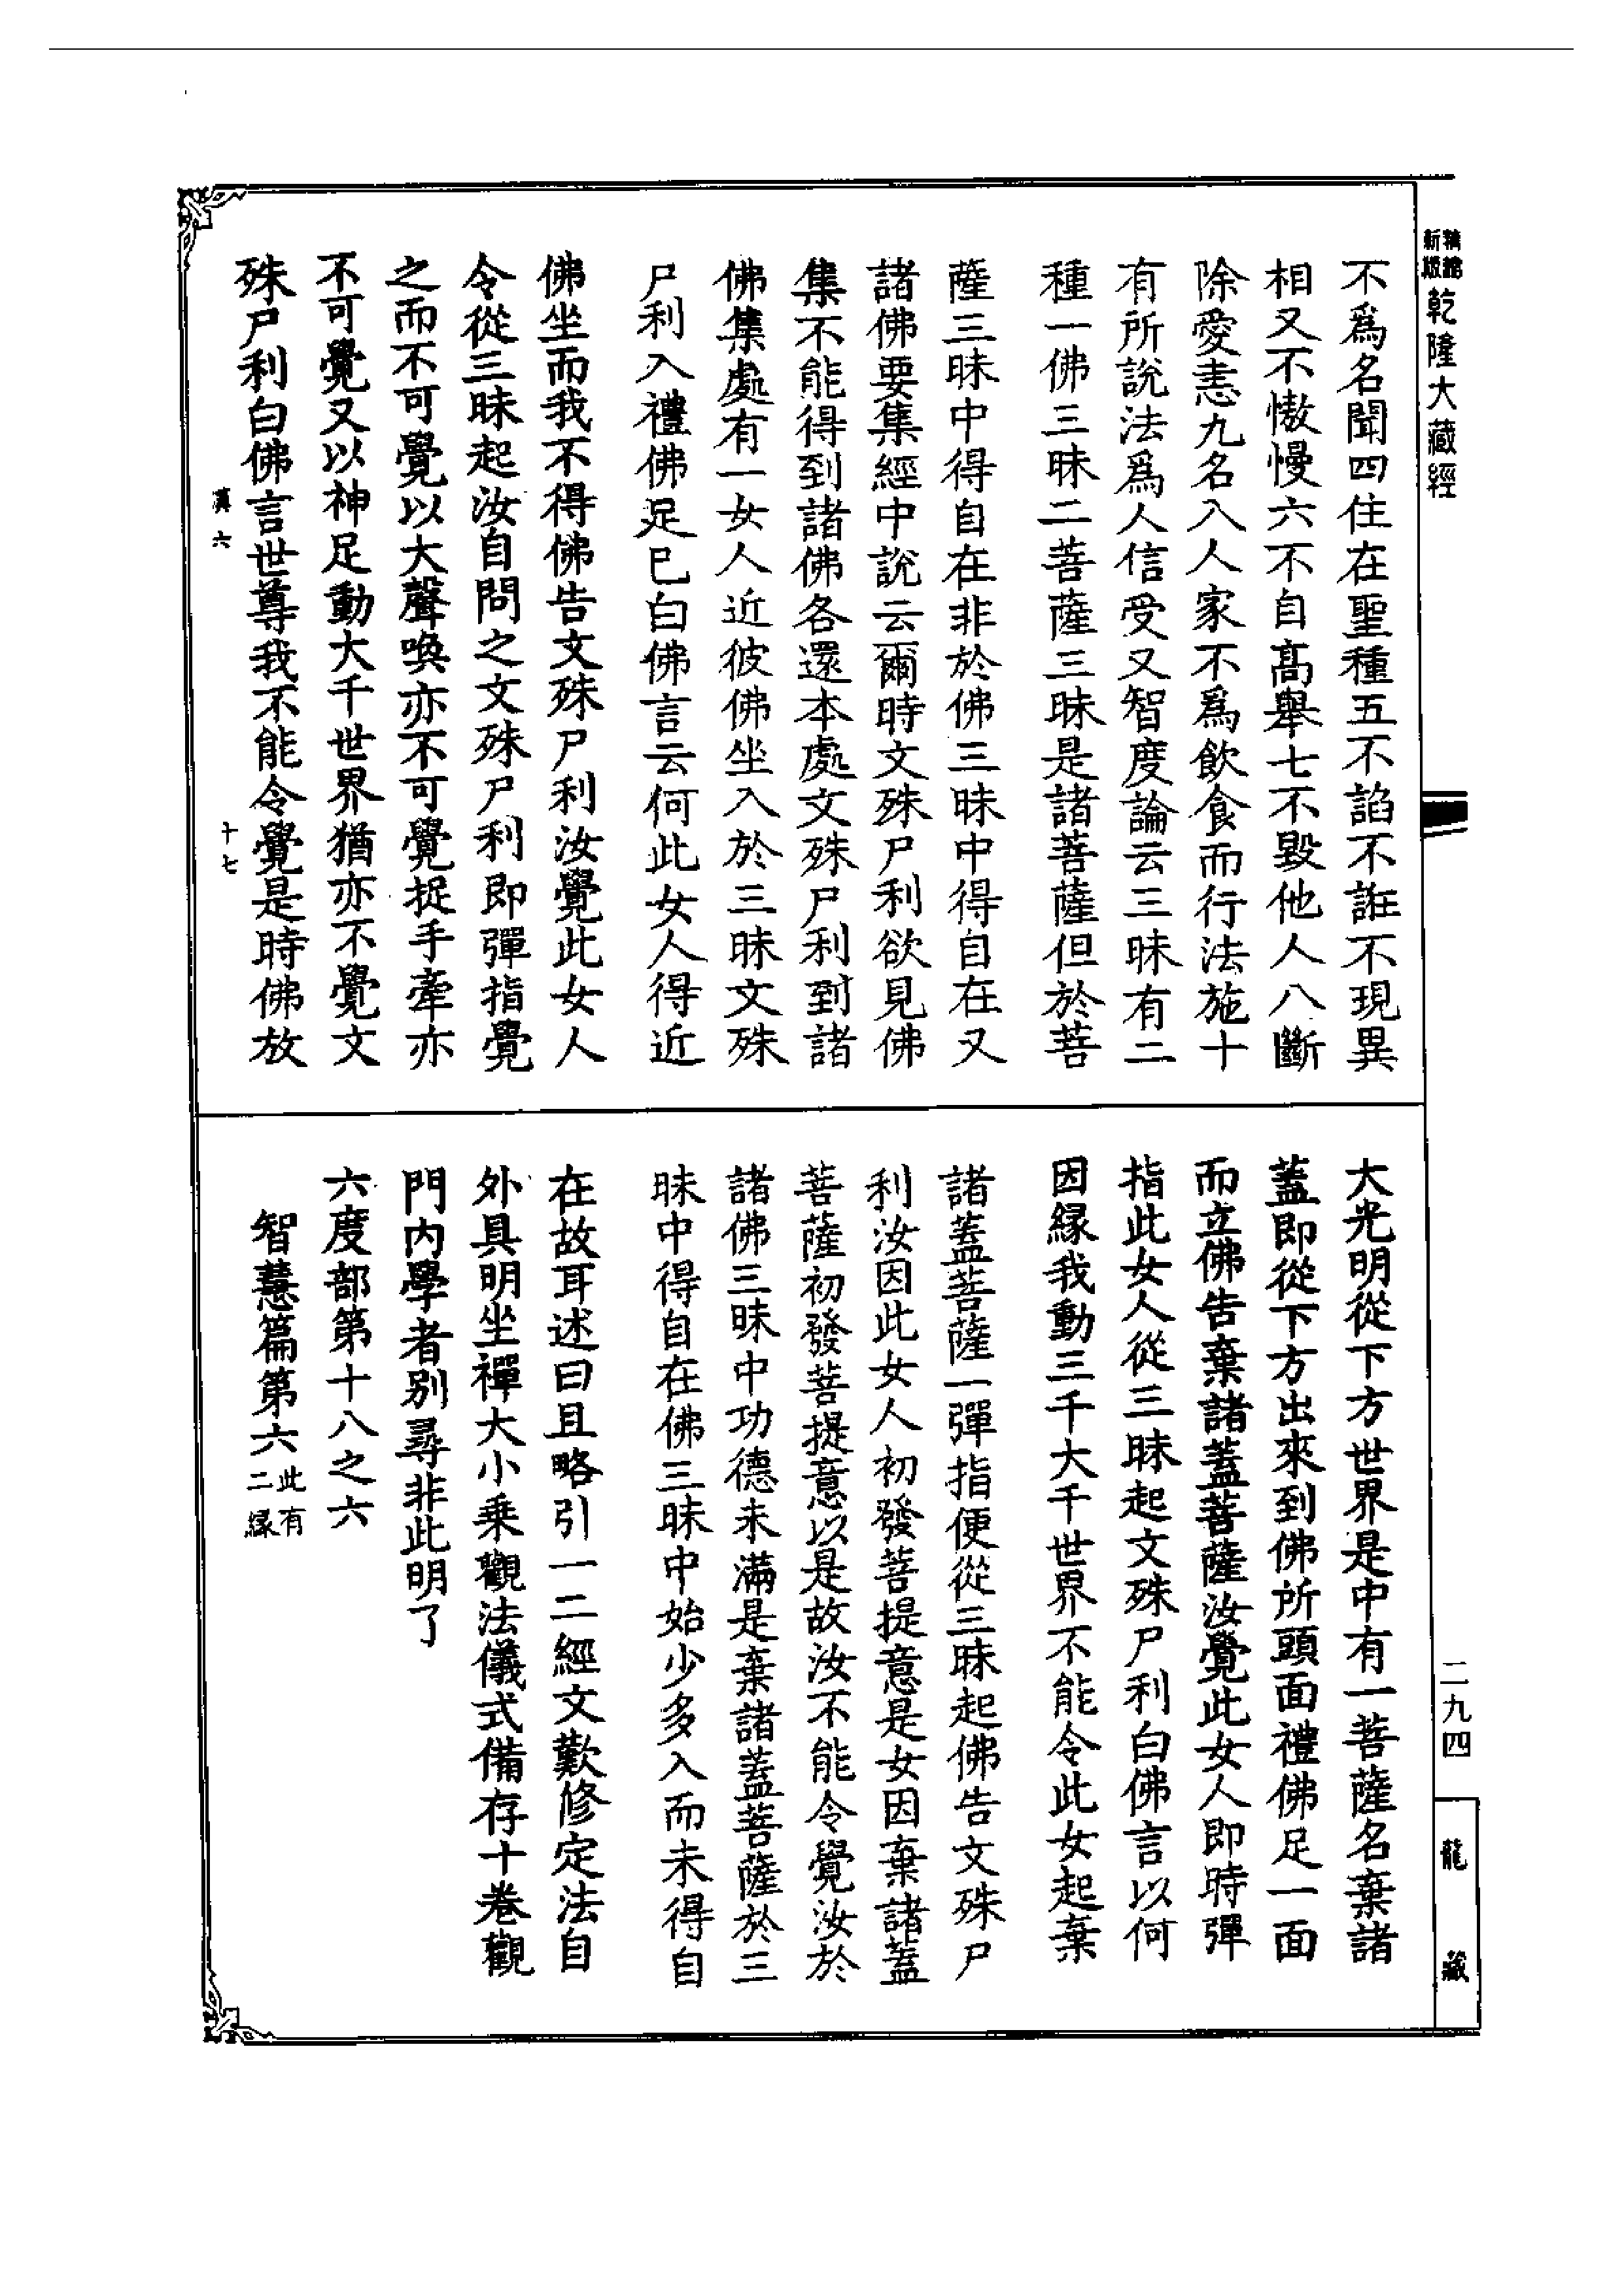 乾隆大藏經
不爲名聞四住在聖種五不諂不誑不現異
相又不慠慢六不自高舉七不毀他人八斷
除愛恚九名入人家不爲飲食而行法施十
有所說法爲人信受又智度論云三昧有二
種一佛三昧二菩薩三昧是諸菩薩但於菩
薩三昧中得自在非於佛三昧中得自在又
諸佛要集經中說云爾時文殊尸利欲見佛
集不能得到諸佛各還本處文殊尸利到諸
佛集處有一女人近彼佛坐入於三昧文殊
尸利入禮佛足已白佛言云何此女人得近
佛坐而我不得佛告文殊尸利汝覺此女人
令從三昧起汝自問之文殊尸利即彈指覺
之而不可覺以大聲喚亦不可覺捉手牽亦
不可覺又以神足動大千世界猶亦不覺文
殊尸利白佛言世尊我不能令覺是時佛放
六
十七
大光明從下方世界是中有一菩薩名棄諸
蓋即從下方出來到佛所頭面禮佛足一面
而立佛告棄諸蓋菩薩汝覺此女人即時彈
指此女人從三昧起文殊尸利白佛言以何
因緣我動三千大千世界不能令此女起棄
諸蓋菩薩一彈指便從三昧起佛告文殊尸
利汝因此女人初發菩提意是女因棄諸蓋
菩薩初發菩提意以是故汝不能令覺汝於
諸佛三昧中功德未滿是棄諸蓋菩薩於三
昧中得自在佛三昧中始少多入而未得自
在故耳述曰且略引一二經文歎修定法自
外具明坐禪大小乘觀法儀式備存十卷觀
門內學者別尋非此明了
六度部第十八之六
智慧篇第六此有二緣
二九四
龍藏